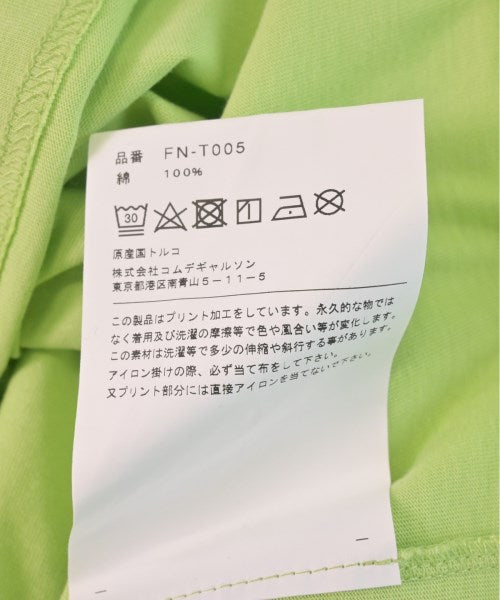 品番 FN-T005
綿 100%
30
原産国トルコ
株式会社コムデギャルソン
東京都港区南青山5－11－5
この製品はプリント加工をしています。永久的な物では
なく着用及び洗濯の摩擦等で色や風合い等が変化します。
この素材は洗濯等で多少の伸縮や斜行する事があります。
アイロン掛けの際、必ず当て布をして下さい。
又プリント部分には直接アイロンを当てないで下さい。